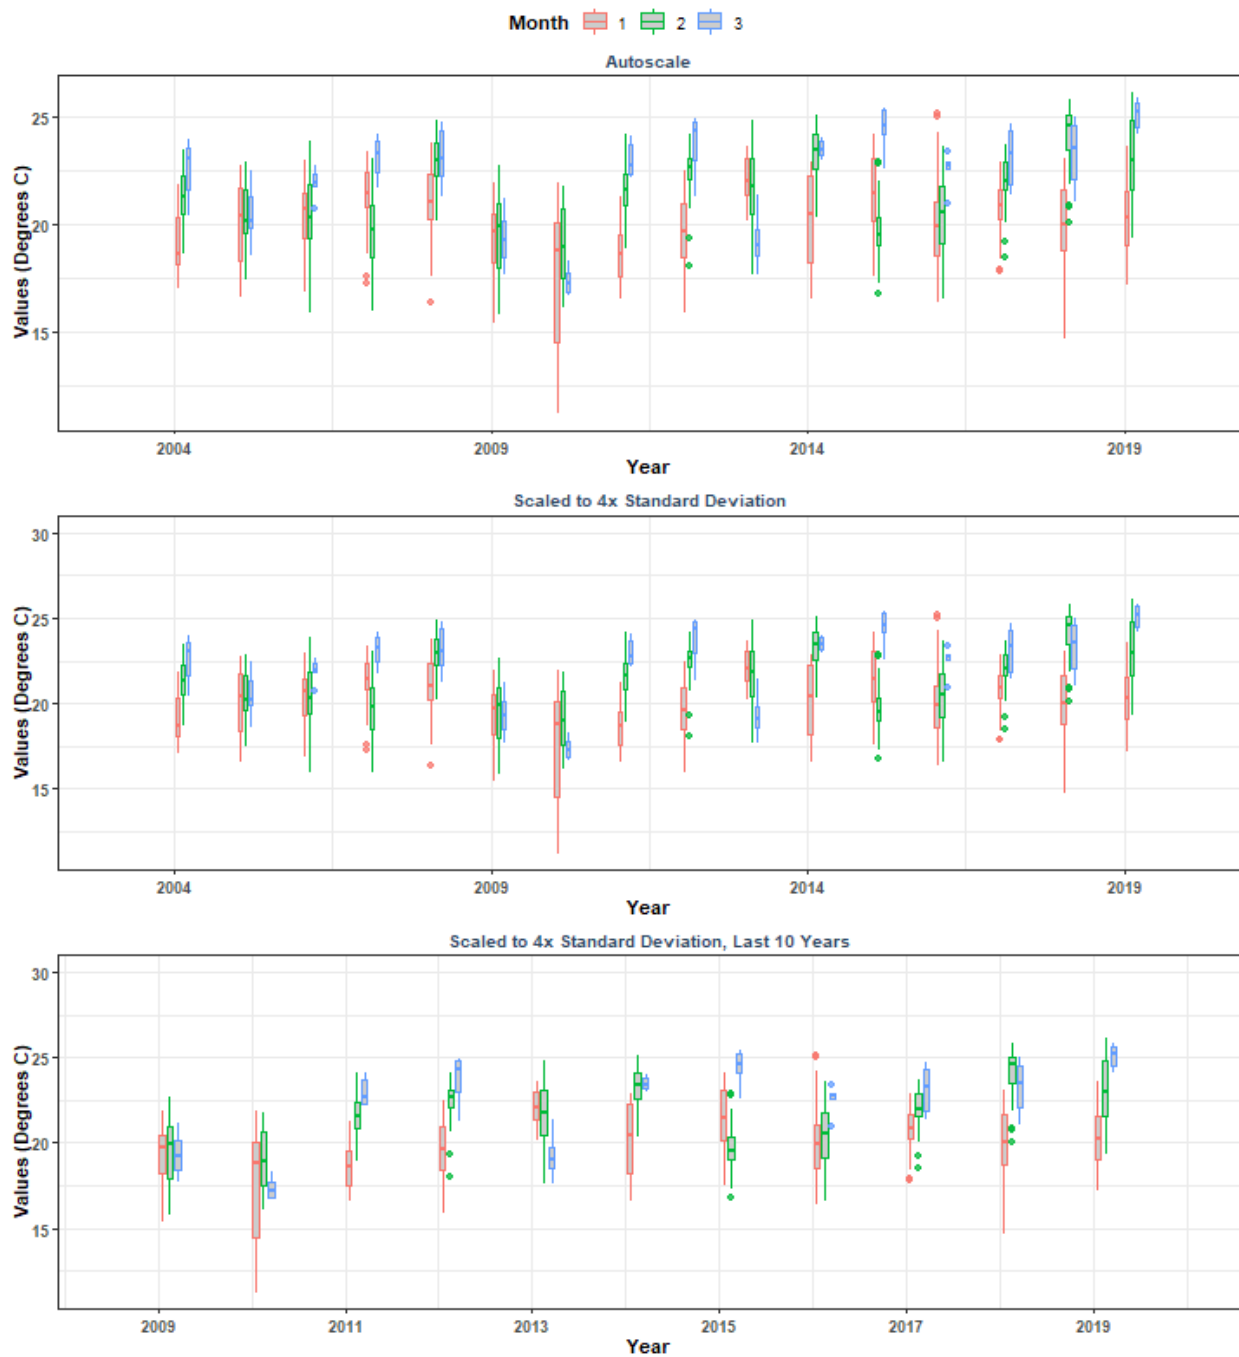 Month 1 2 3
Autoscale
Values (Degrees C)
25
20
15
2004 2009 2014 2019
Year
Scaled to 4x Standard Deviation
Values (Degrees C)
30
25
20
15
2004 2009 2014 2019
Year
Scaled to 4x Standard Deviation, Last 10 Years
Values (Degrees C)
30
25
20
15
2009 2011 2013 2015 2017 2019
Year